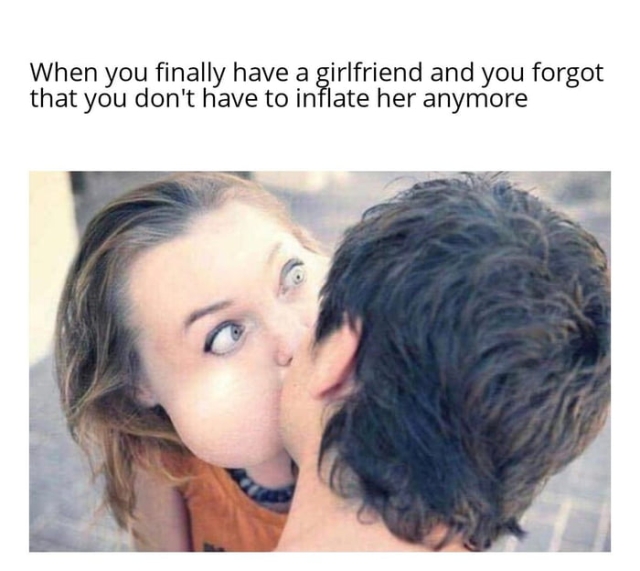 When you finally have a girlfriend and you forgot
that you don't have to inflate her anymore